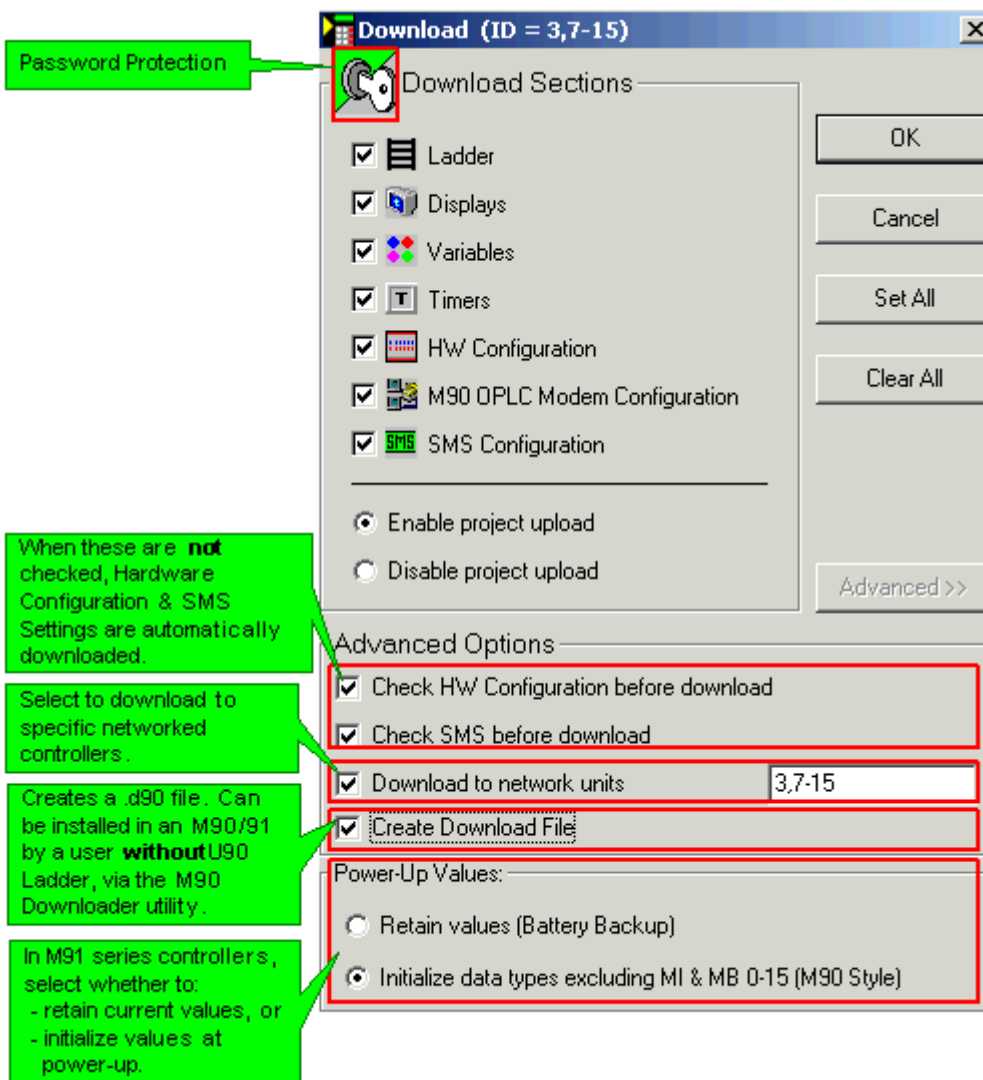 Download (ID = 3,7-15)
Password Protection
Download Sections
Ladder
Displays
Variables
T Timers
HW Configuration
M90 OPLC Modem Configuration
SMS SMS Configuration
Enable project upload
Disable project upload
OK
Cancel
Set All
Clear All
Advanced >>
When these are not
checked, Hardware
Configuration & SMS
Settings are automatically
downloaded.
Advanced Options
Check HW Configuration before download
Check SMS before download
Select to download to
specific networked
controllers.
Download to network units 3,7-15
Creates a .d90 file. Can
be installed in an M90/91
by a user without U90
Ladder, via the M90
Downloader utility.
Create Download File
Power-Up Values:
Retain values (Battery Backup)
Initialize data types excluding MI & MB 0-15 (M90 Style)
In M91 series controllers,
select whether to:
- retain current values, or
- initialize values at
power-up.